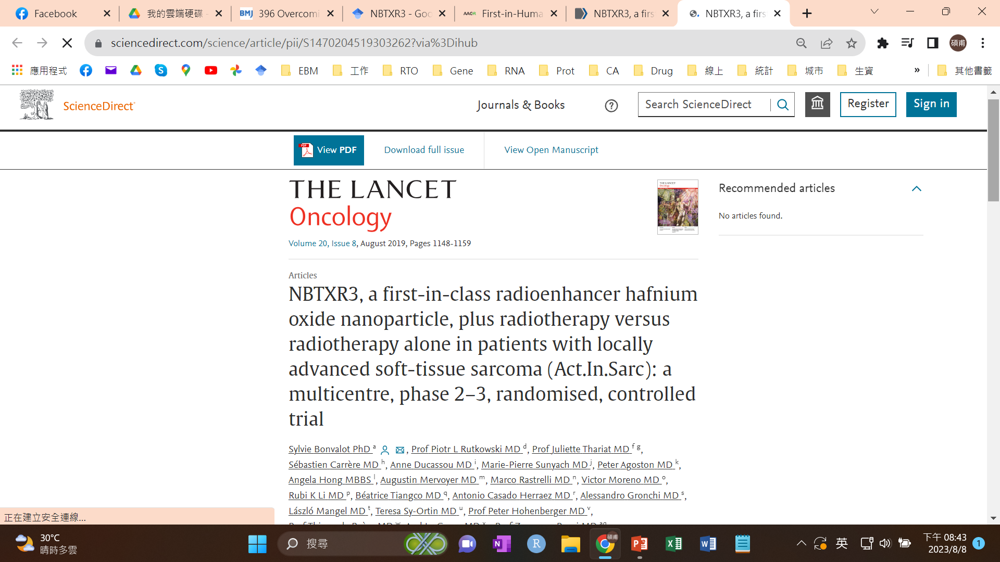 Facebook
我的雲端硬碟 -
BMJ 396 Overcomi
NBTXR3 - Goo
AACR First-in-Huma
NBTXR3, a firs
NBTXR3, a firs
sciencedirect.com/science/article/pii/S1470204519303262?via%3Dihub
碩甫
應用程式
EBM
工作
RTO
Gene
RNA
Prot
CA
Drug
線上
統計
城市
生資
»
其他書籤
ScienceDirect
Journals & Books
?
Search ScienceDirect
Register
Sign in
PDF View PDF
Download full issue
View Open Manuscript
THE LANCET
Oncology
THE LANCET
Oncology
Volume 20, Issue 8, August 2019, Pages 1148-1159
Recommended articles
No articles found.
Articles
NBTXR3, a first-in-class radioenhancer hafnium
oxide nanoparticle, plus radiotherapy versus
radiotherapy alone in patients with locally
advanced soft-tissue sarcoma (Act.In.Sarc): a
multicentre, phase 2–3, randomised, controlled
trial
Sylvie Bonvalot PhD a, Prof Piotr L Rutkowski MD d, Prof Juliette Thariat MD f g,
Sébastien Carrère MD h, Anne Ducassou MD i, Marie-Pierre Sunyach MD j, Peter Agoston MD k,
Angela Hong MBBS l, Augustin Mervoyer MD m, Marco Rastrelli MD n, Victor Moreno MD o,
Rubi K Li MD p, Béatrice Tiangco MD q, Antonio Casado Herraez MD r, Alessandro Gronchi MD s,
László Mangel MD t, Teresa Sy-Ortin MD u, Prof Peter Hohenberger MD v,
正在建立安全連線...
30°C
晴時多雲
搜尋
英
下午 08:43
2023/8/8
1